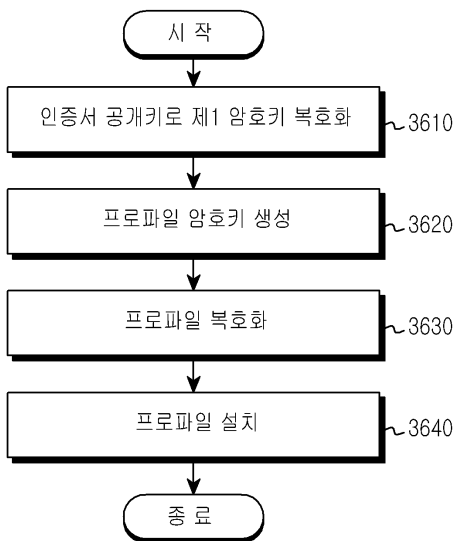 시 작
인증서 공개키로 제1 암호키 복호화
3610
프로파일 암호키 생성
3620
프로파일 복호화
3630
프로파일 설치
3640
종 료